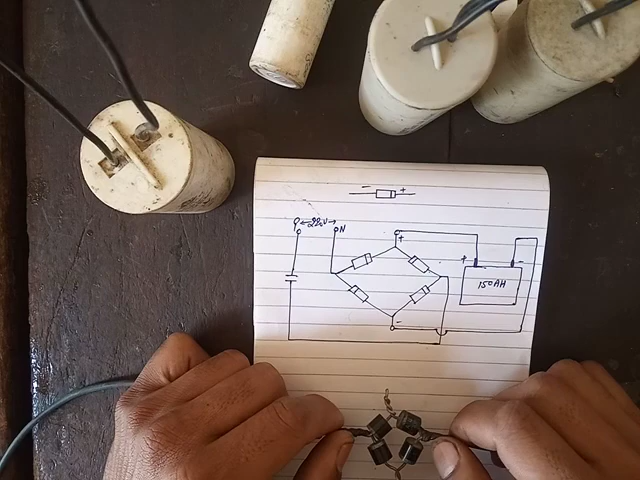 - +
P 220V N
+
+ -
150AH
-